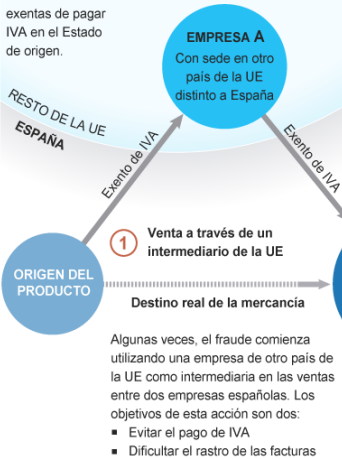 exentas de pagar
IVA en el Estado
de origen.
EMPRESA A
Con sede en otro
país de la UE
distinto a España
RESTO DE LA UE
ESPAÑA
Exento de IVA
Exento de IVA
1
Venta a través de un
intermediario de la UE
ORIGEN DEL
PRODUCTO
Destino real de la mercancía
Algunas veces, el fraude comienza
utilizando una empresa de otro país de
la UE como intermediaria en las ventas
entre dos empresas españolas. Los
objetivos de esta acción son dos:
▪ Evitar el pago de IVA
▪ Dificultar el rastro de las facturas